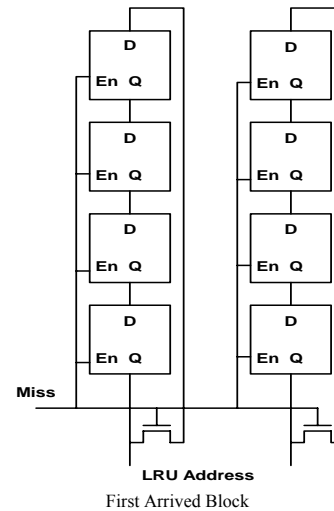 D D
En Q En Q
D D
En Q En Q
D D
En Q En Q
D D
En Q En Q
Miss
LRU Address
First Arrived Block